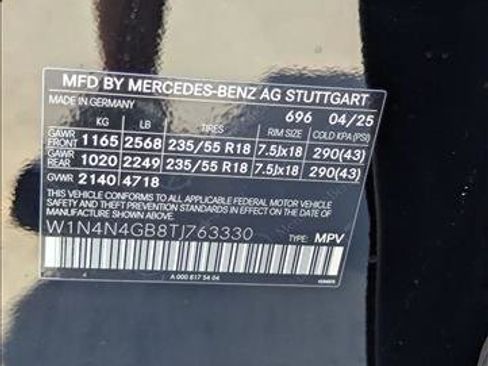 MFD BY MERCEDES-BENZ AG STUTTGART
MADE IN GERMANY 696 04/25
KG LB TIRES RIM SIZE COLD KPA (PSI)
GAWR FRONT 1165 2568 235/55 R18 7.5Jx18 290(43)
GAWR REAR 1020 2249 235/55 R18 7.5Jx18 290(43)
GVWR 2140 4718
THIS VEHICLE CONFORMS TO ALL APPLICABLE FEDERAL MOTOR VEHICLE
SAFETY AND THEFT PREVENTION STANDARDS IN EFFECT ON THE DATE OF
MANUFACTURE SHOWN ABOVE.
W1N4N4GB8TJ763330 TYPE: MPV
A 000 817 54 04